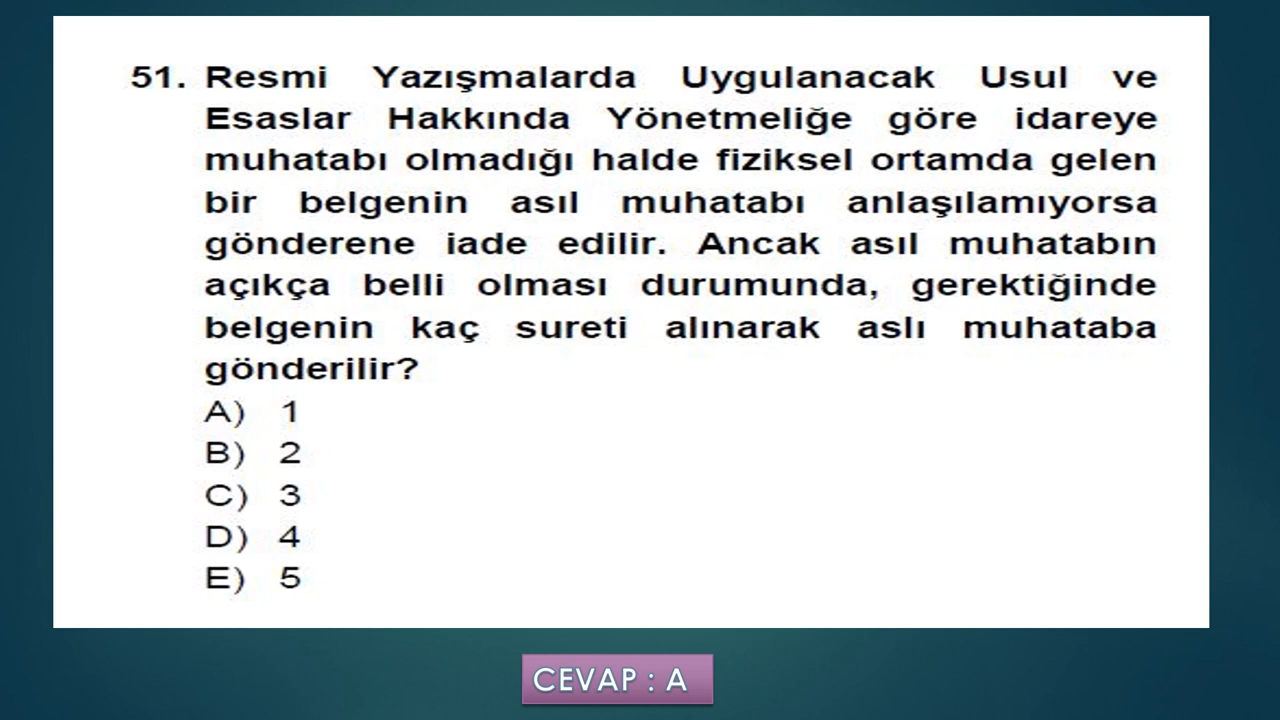 51. Resmi Yazışmalarda Uygulanacak Usul ve
Esaslar Hakkında Yönetmeliğe göre idareye
muhatabı olmadığı halde fiziksel ortamda gelen
bir belgenin asıl muhatabı anlaşılamıyorsa
gönderene iade edilir. Ancak asıl muhatabın
açıkça belli olması durumunda, gerektiğinde
belgenin kaç sureti alınarak aslı muhataba
gönderilir?
A) 1
B) 2
C) 3
D) 4
E) 5
CEVAP : A